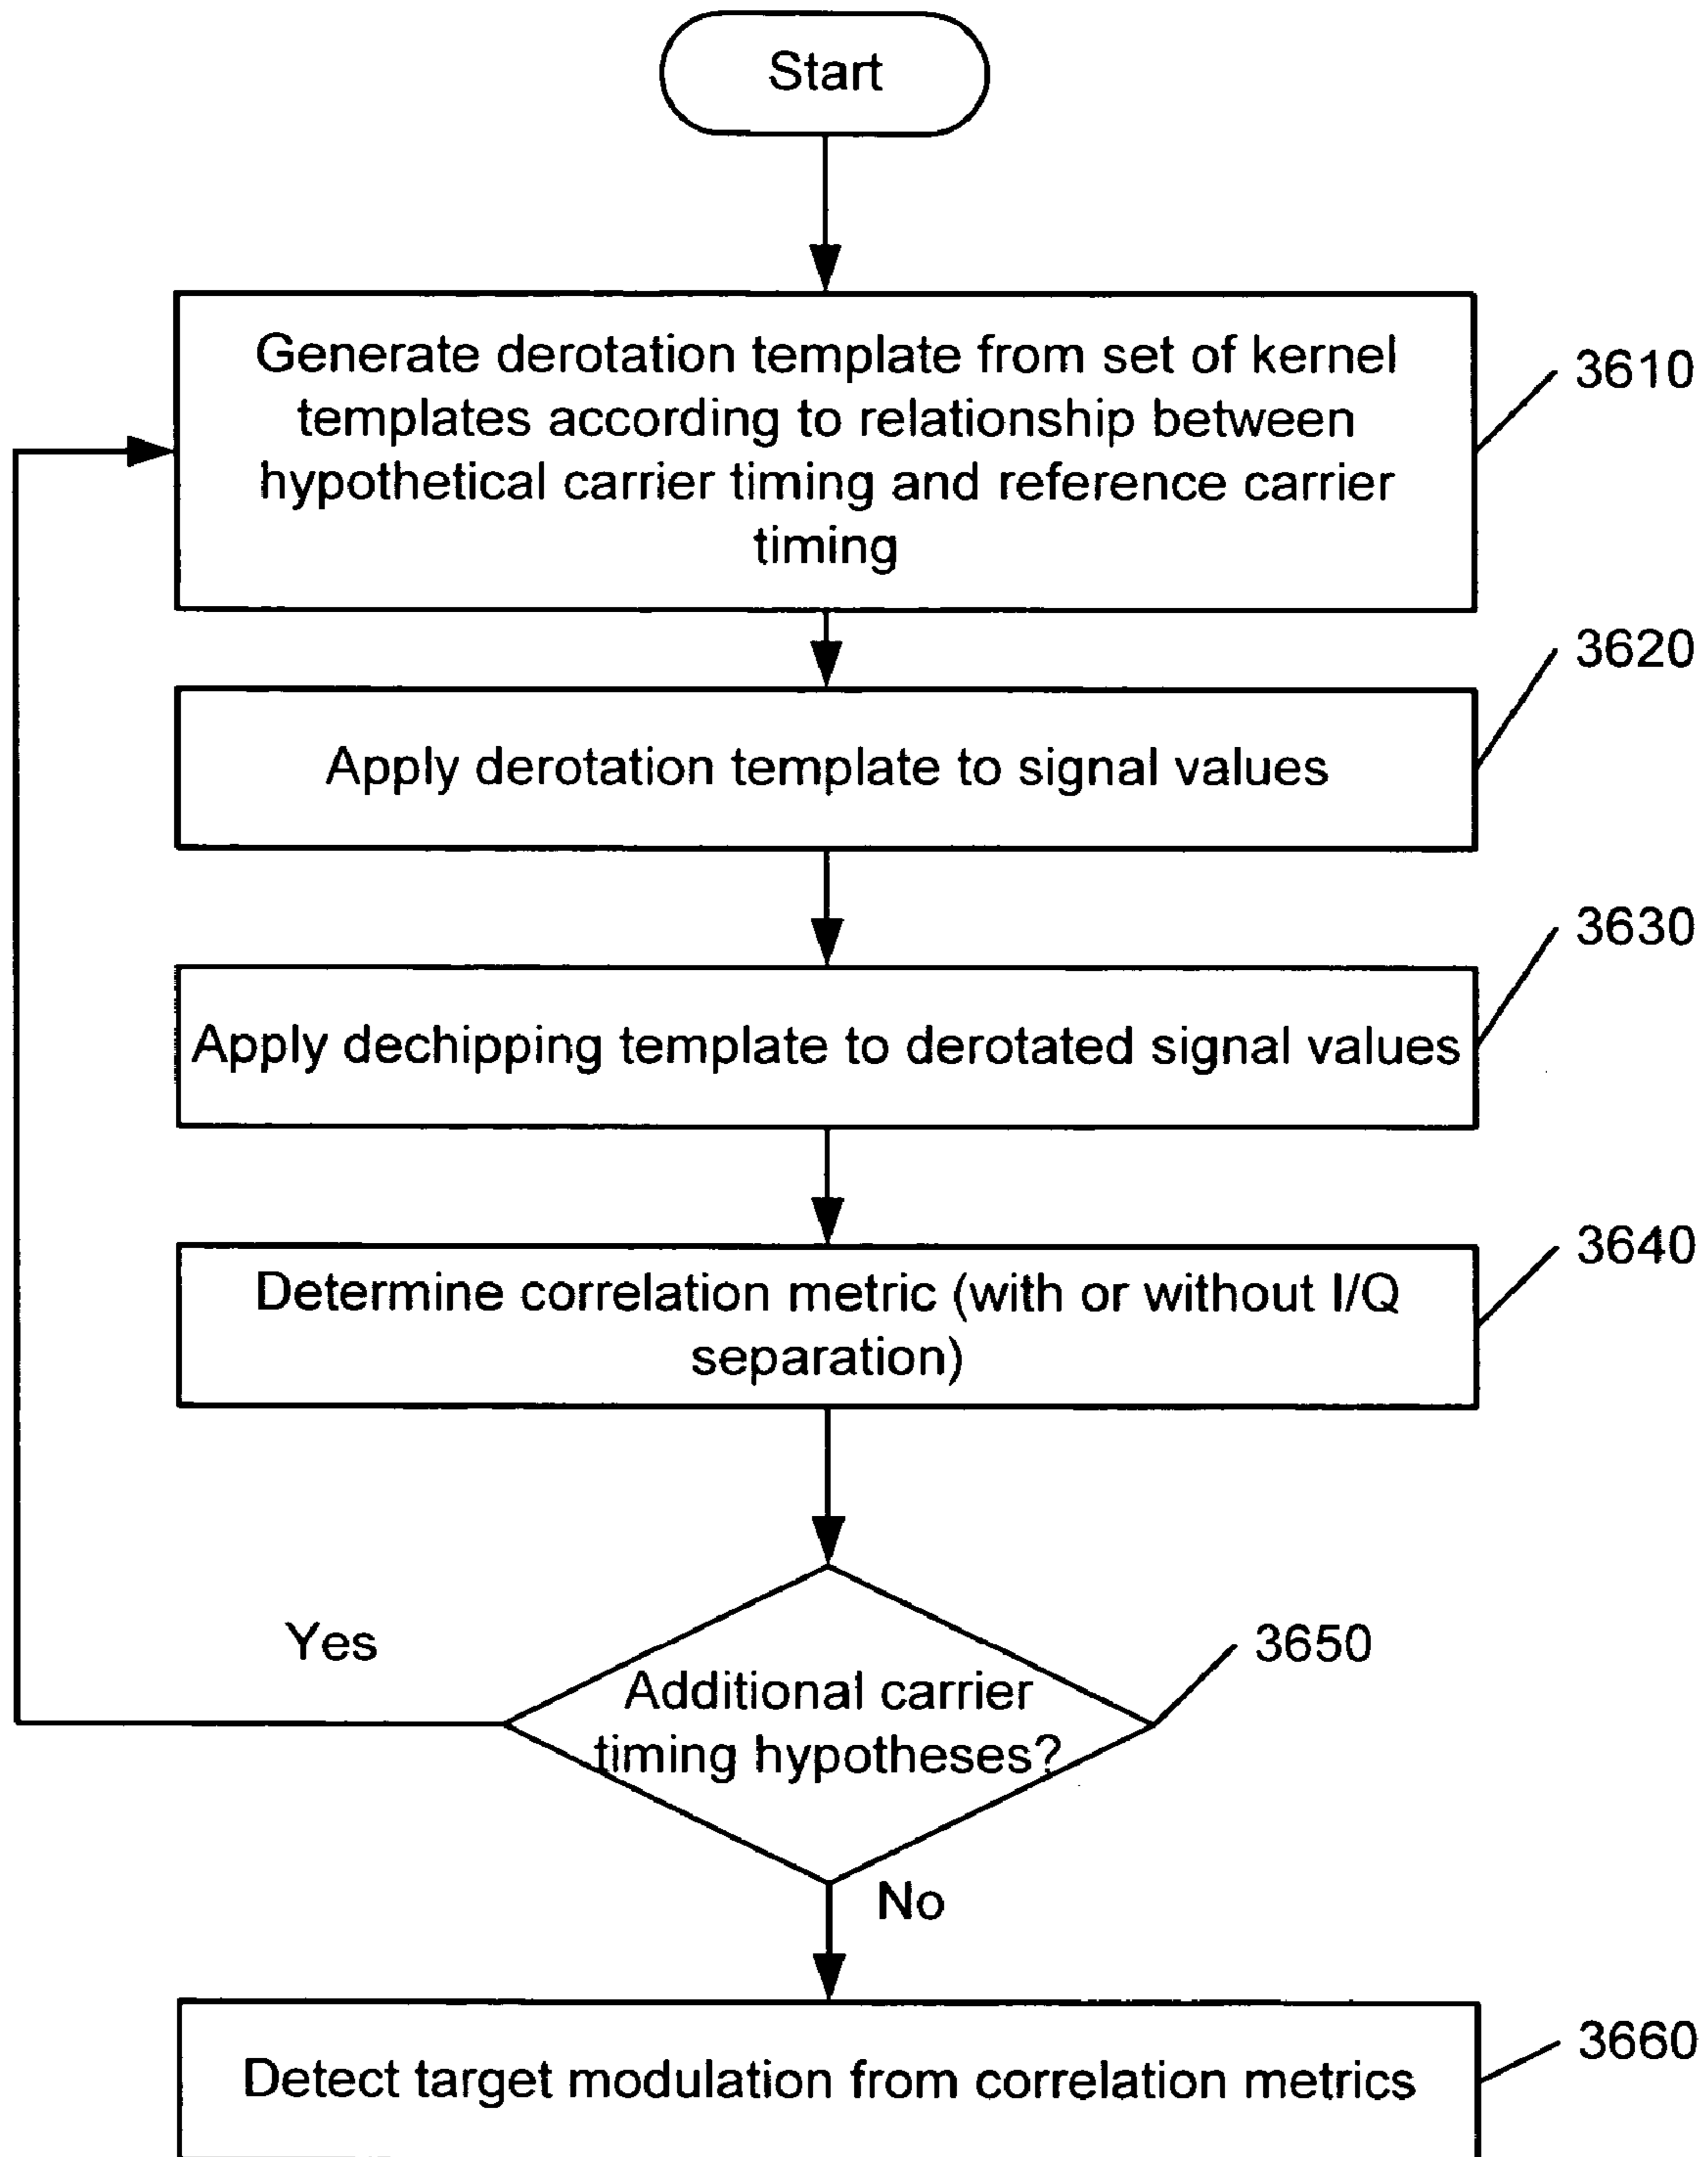 Start
Generate derotation template from set of kernel
templates according to relationship between
hypothetical carrier timing and reference carrier
timing
3610
3620
Apply derotation template to signal values
3630
Apply dechipping template to derotated signal values
3640
Determine correlation metric (with or without I/Q
separation)
Yes
3650
Additional carrier
timing hypotheses?
No
3660
Detect target modulation from correlation metrics